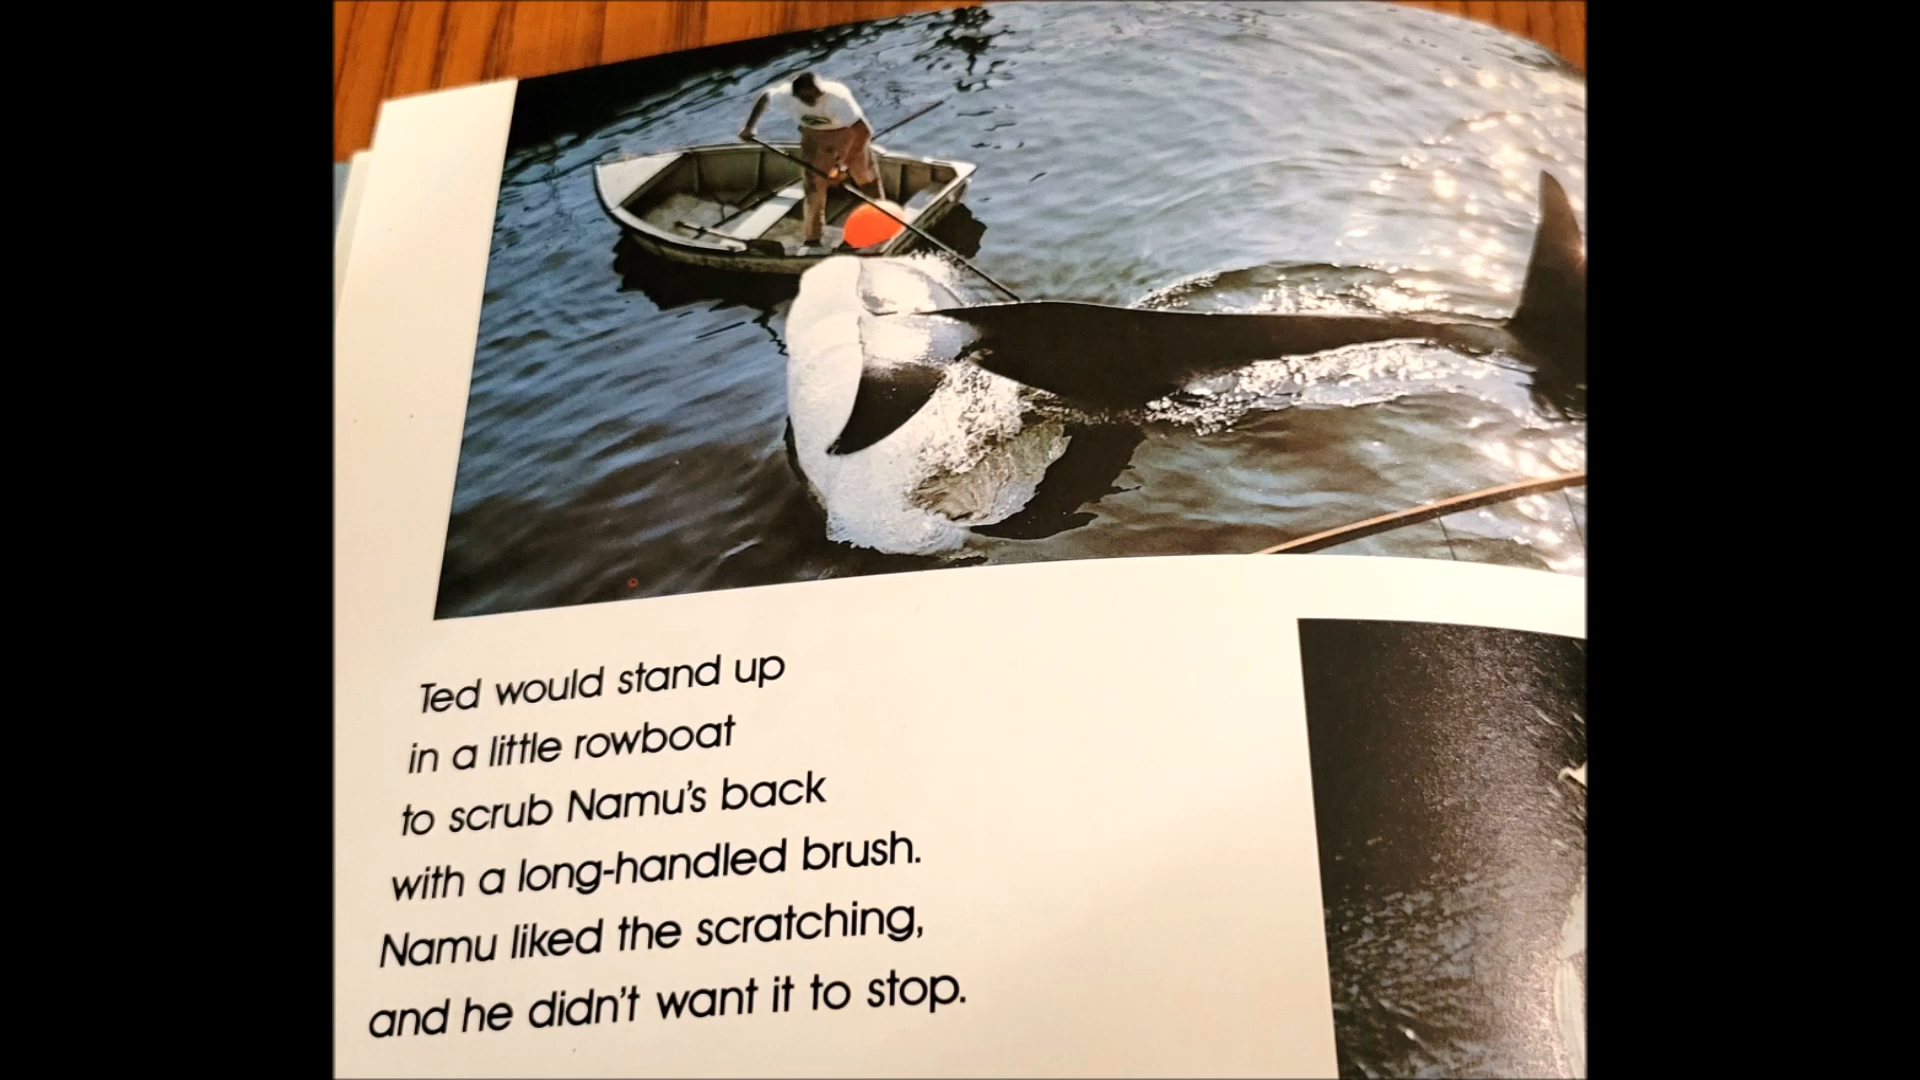 Ted would stand up
in a little rowboat
to scrub Namu's back
with a long-handled brush.
Namu liked the scratching,
and he didn't want it to stop.